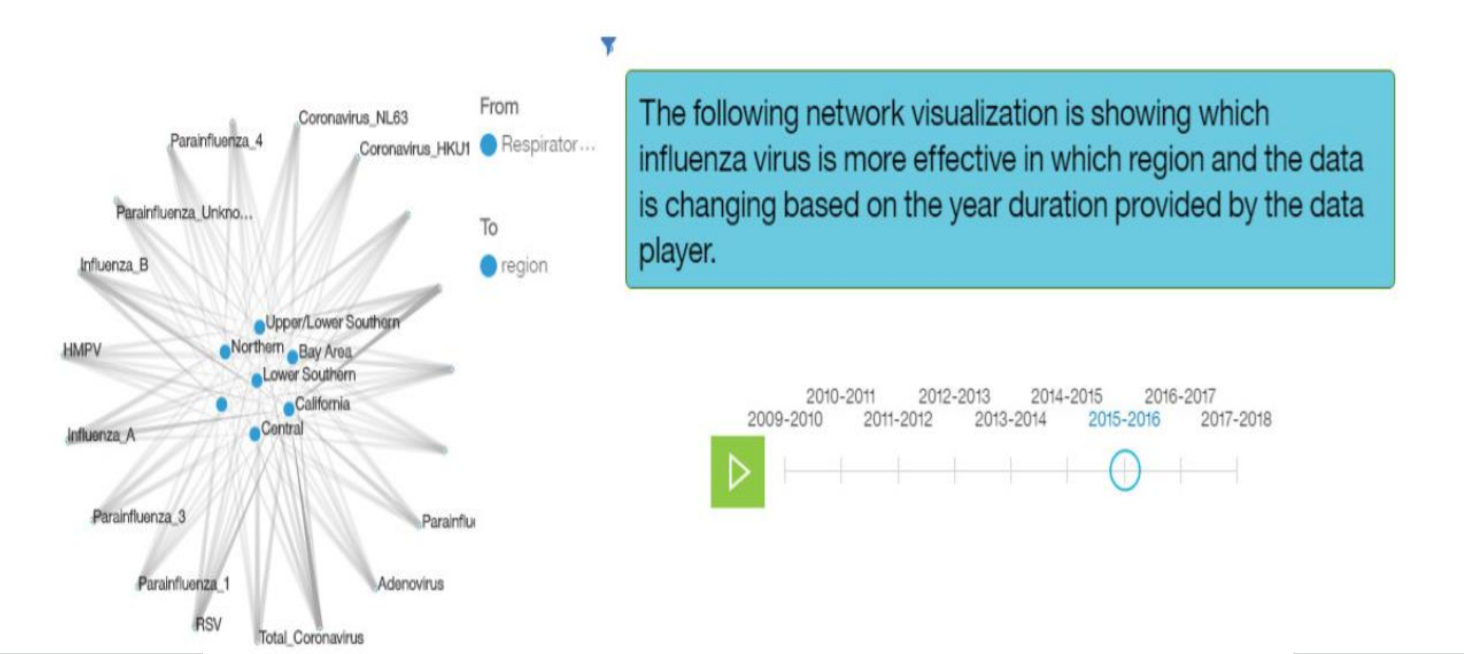 Coronavirus_NL63
Parainfluenza_4
Coronavirus_HKU1
Parainfluenza_Unkno...
Influenza_B
HMPV
Influenza_A
Parainfluenza_3
Parainfluenza_1
RSV
Total_Coronavirus
Adenovirus
Parainflu
Upper/Lower Southern
Northern
Bay Area
Lower Southern
California
Central
From
Respirator...
To
region
The following network visualization is showing which
influenza virus is more effective in which region and the data
is changing based on the year duration provided by the data
player.
2010-2011 2012-2013 2014-2015 2016-2017
2009-2010 2011-2012 2013-2014 2015-2016 2017-2018